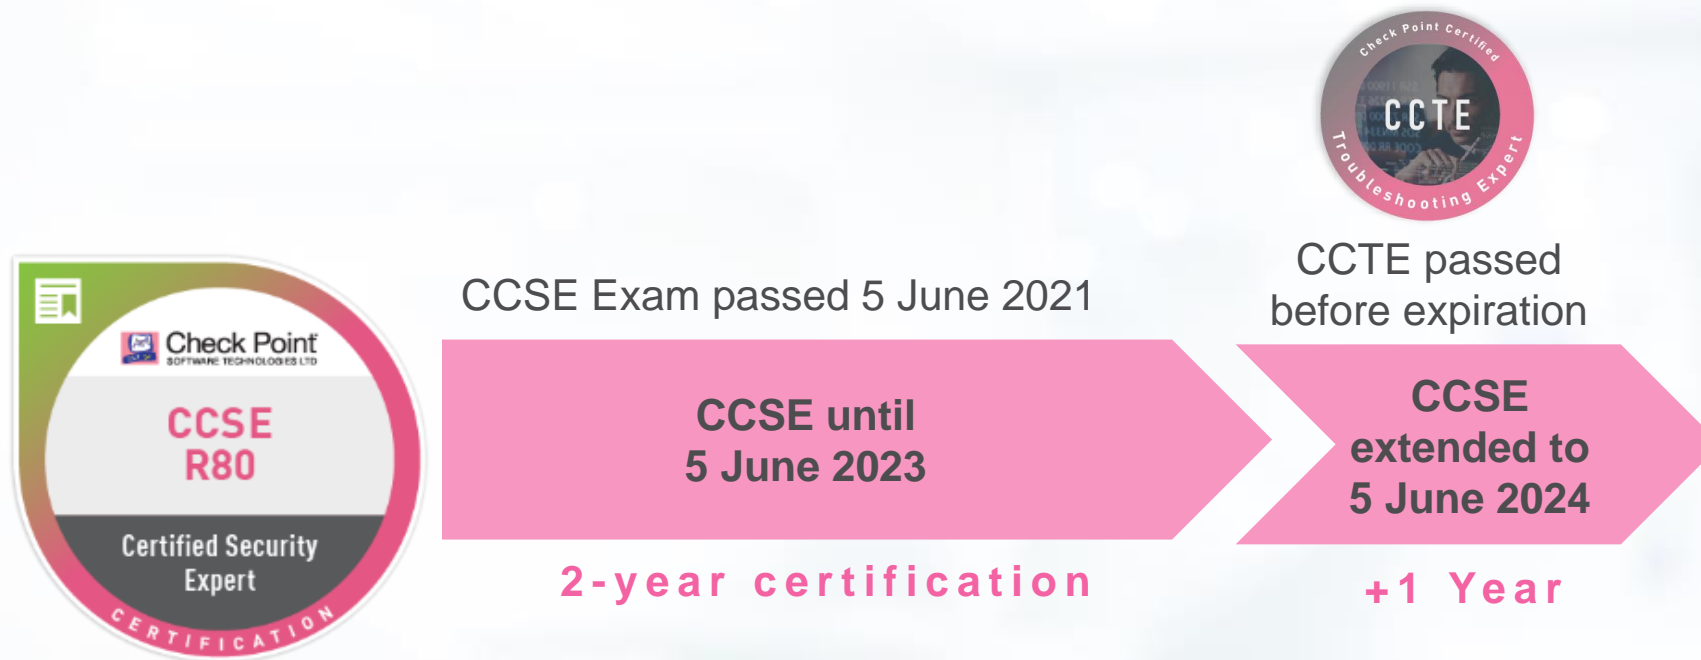 Check Point Certified
CCTE
Troubleshooting Expert
CCTE passed
before expiration
CCSE Exam passed 5 June 2021
Check Point
SOFTWARE TECHNOLOGIES LTD
CCSE
R80
Certified Security
Expert
CERTIFICATION
CCSE until
5 June 2023
2-year certification
CCSE
extended to
5 June 2024
+1 Year